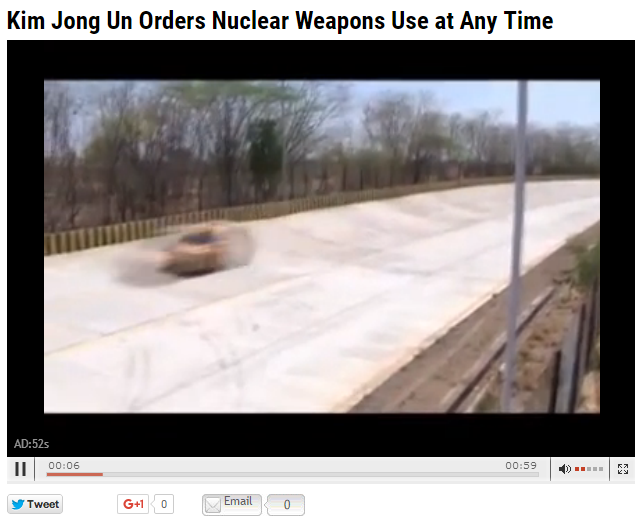 Kim Jong Un Orders Nuclear Weapons Use at Any Time
AD:52s
00:06
00:59
Tweet
G+1
0
Email
0